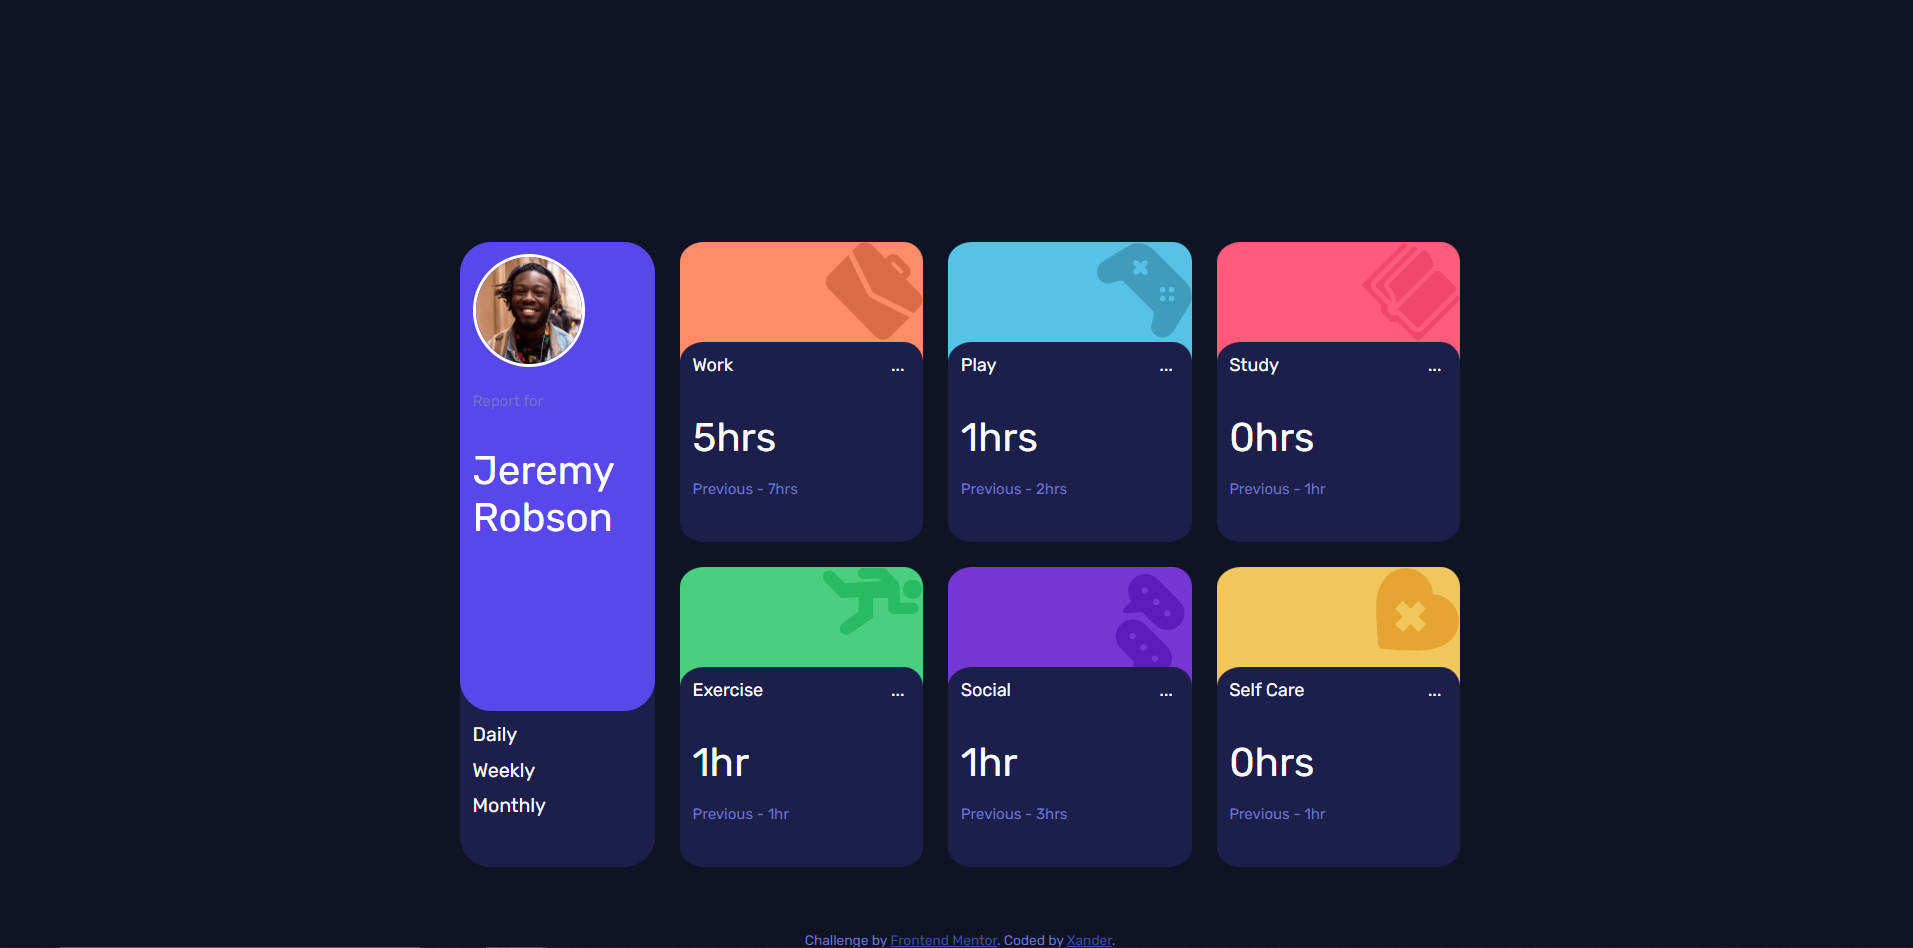 Report for
Jeremy
Robson
Daily
Weekly
Monthly
Work ...
5hrs
Previous - 7hrs
Play ...
1hrs
Previous - 2hrs
Study ...
0hrs
Previous - 1hr
Exercise ...
1hr
Previous - 1hr
Social ...
1hr
Previous - 3hrs
Self Care ...
0hrs
Previous - 1hr
Challenge by Frontend Mentor. Coded by Xander.